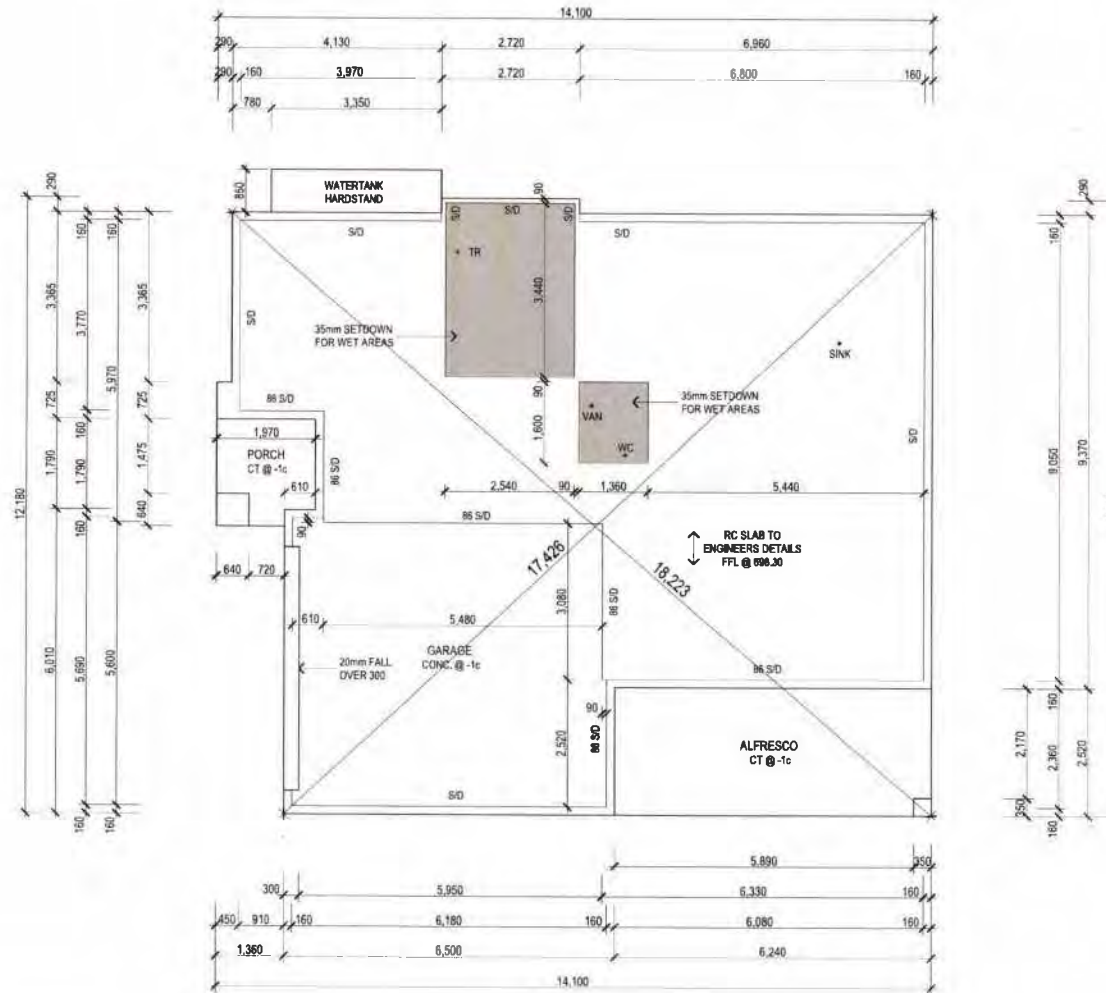 14,100
290 4,130 2,720 6,960
290 160 3,970 2,720 6,800 160
780 3,350
WATERTANK
HARDSTAND
860
90
290
290
S/D
S/D
S/D
S/D
S/D
TR
160
160
160
3,365
3,770
3,365
3,440
35mm SETDOWN
FOR WET AREAS
S/D
SINK
12,180
5,970
725
160
725
86 S/D
90
VAN
35mm SETDOWN
FOR WET AREAS
1,970
PORCH
CT @ -1c
1,600
WC
S/D
9,050
9,370
1,790
1,790
1,475
610
86 S/D
2,540 90 1,360 5,440
160
640
90
86 S/D
RC SLAB TO
ENGINEERS DETAILS
FFL @ 698.30
17,426
18,223
640 720
3,080
86 S/D
610 5,480
GARAGE
CONC. @ -1c
20mm FALL
OVER 300
6,010
5,690
5,600
86 S/D
90
86 S/D
2,520
ALFRESCO
CT @ -1c
160
2,170
2,360
2,520
S/D
350
160
160
160
5,890 350
300 5,950 6,330 160
450 910 160 6,180 160 6,080 160
1,360 6,500 6,240
14,100